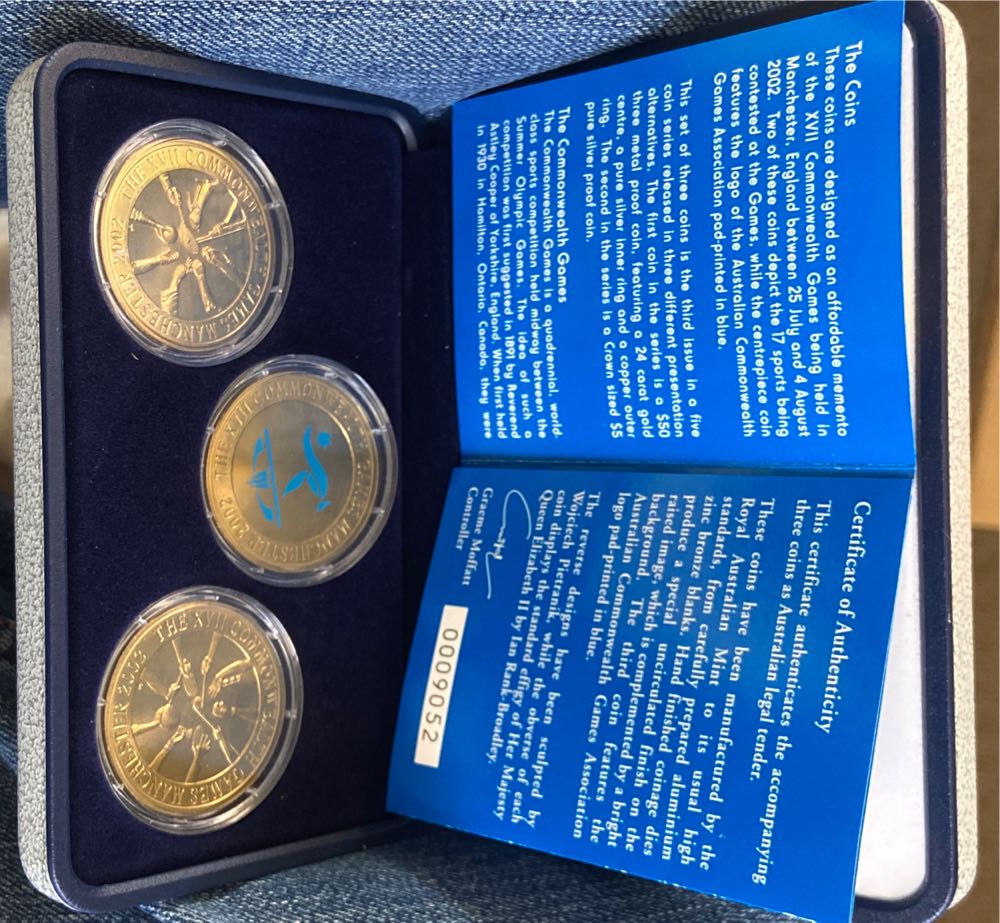 The Coins
These coins are designed as an affordable memento
of the XVII Commonwealth Games being held in
Manchester, England between 25 July and 4 August
2002. Two of these coins depict the 17 sports being
contested at the Games, while the centrepiece coin
features the logo of the Australian Commonwealth
Games Association pad-printed in blue.
This set of three coins is the third issue in a five
coin series released in three different presentation
alternatives. The first coin in the series is a $50
three metal proof coin, featuring a 24 carat gold
centre, a pure silver inner ring and a copper outer
ring. The second in the series is a Crown sized $5
pure silver proof coin.
The Commonwealth Games
The Commonwealth Games is a quadrennial, world-
class sports competition, held midway between the
Summer Olympic Games. The idea of such a
competition was first suggested in 1891 by Reverend
Astley Cooper of Yorkshire, England. When first held
in 1930 in Hamilton, Ontario, Canada, they were
Certificate of Authenticity
This certificate authenticates the accompanying
three coins as Australian legal tender.
These coins have been manufactured by the
Royal Australian Mint to its usual high
standards, from carefully prepared aluminium
zinc bronze blanks. Hand finished coinage dies
produce a special, uncirculated finish on the
raised image, which is complemented by a bright
background. The third coin features the
Australian Commonwealth Games Association
logo pad-printed in blue.
The reverse designs have been sculpted by
Wojciech Pietranik, while the obverse of each
coin displays the standard effigy of Her Majesty
Queen Elizabeth II by Ian Rank-Broadley.
Graeme Moffatt
Controller
0009052
THE XVII COMMONWEALTH GAMES MANCHESTER 2002
THE XVII COMMONWEALTH GAMES MANCHESTER 2002
THE XVII COMMONWEALTH GAMES MANCHESTER 2002